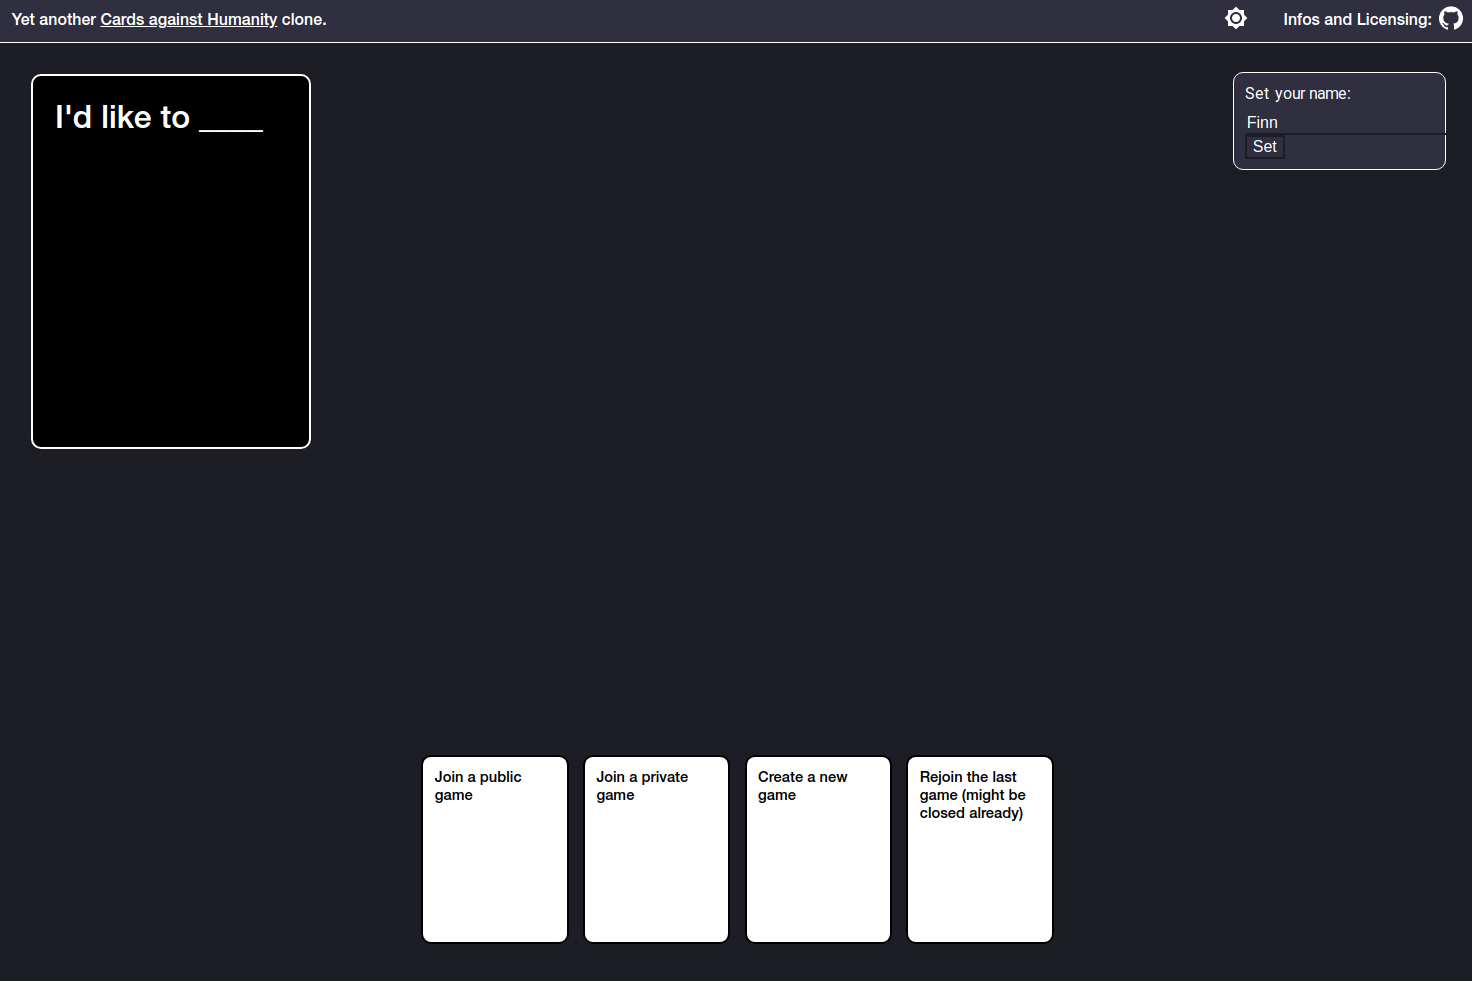 Yet another Cards against Humanity clone.
Infos and Licensing:
I'd like to ____
Set your name:
Finn
Set
Join a public
game
Join a private
game
Create a new
game
Rejoin the last
game (might be
closed already)